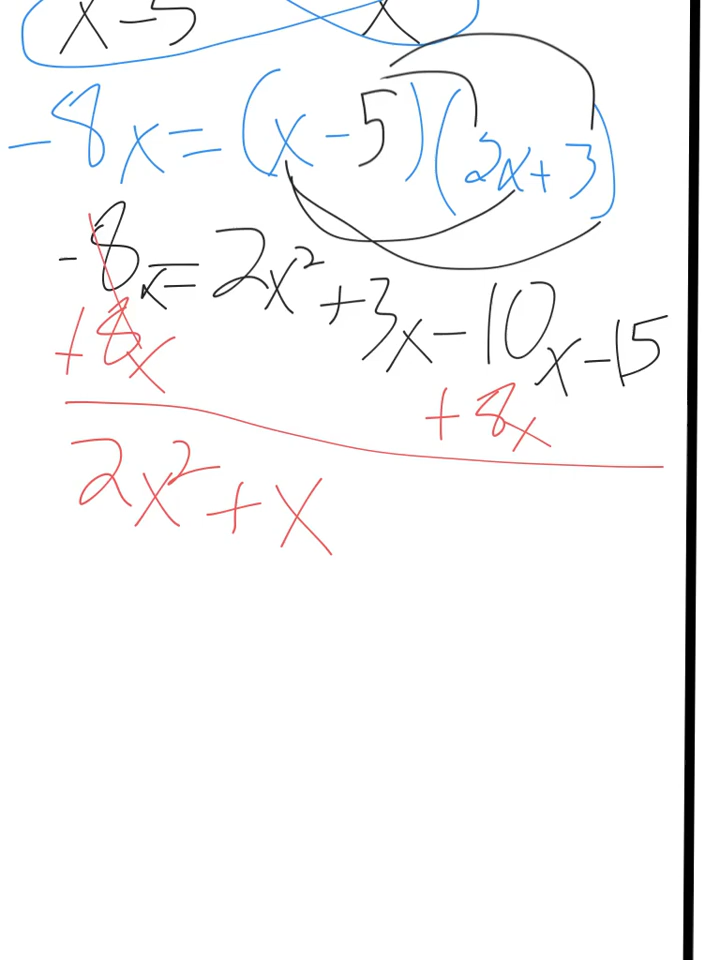 x-5 x
-8x=(x-5)(2x+3)
-8x=2x²+3x-10x-15
+8x +8x
2x²+x